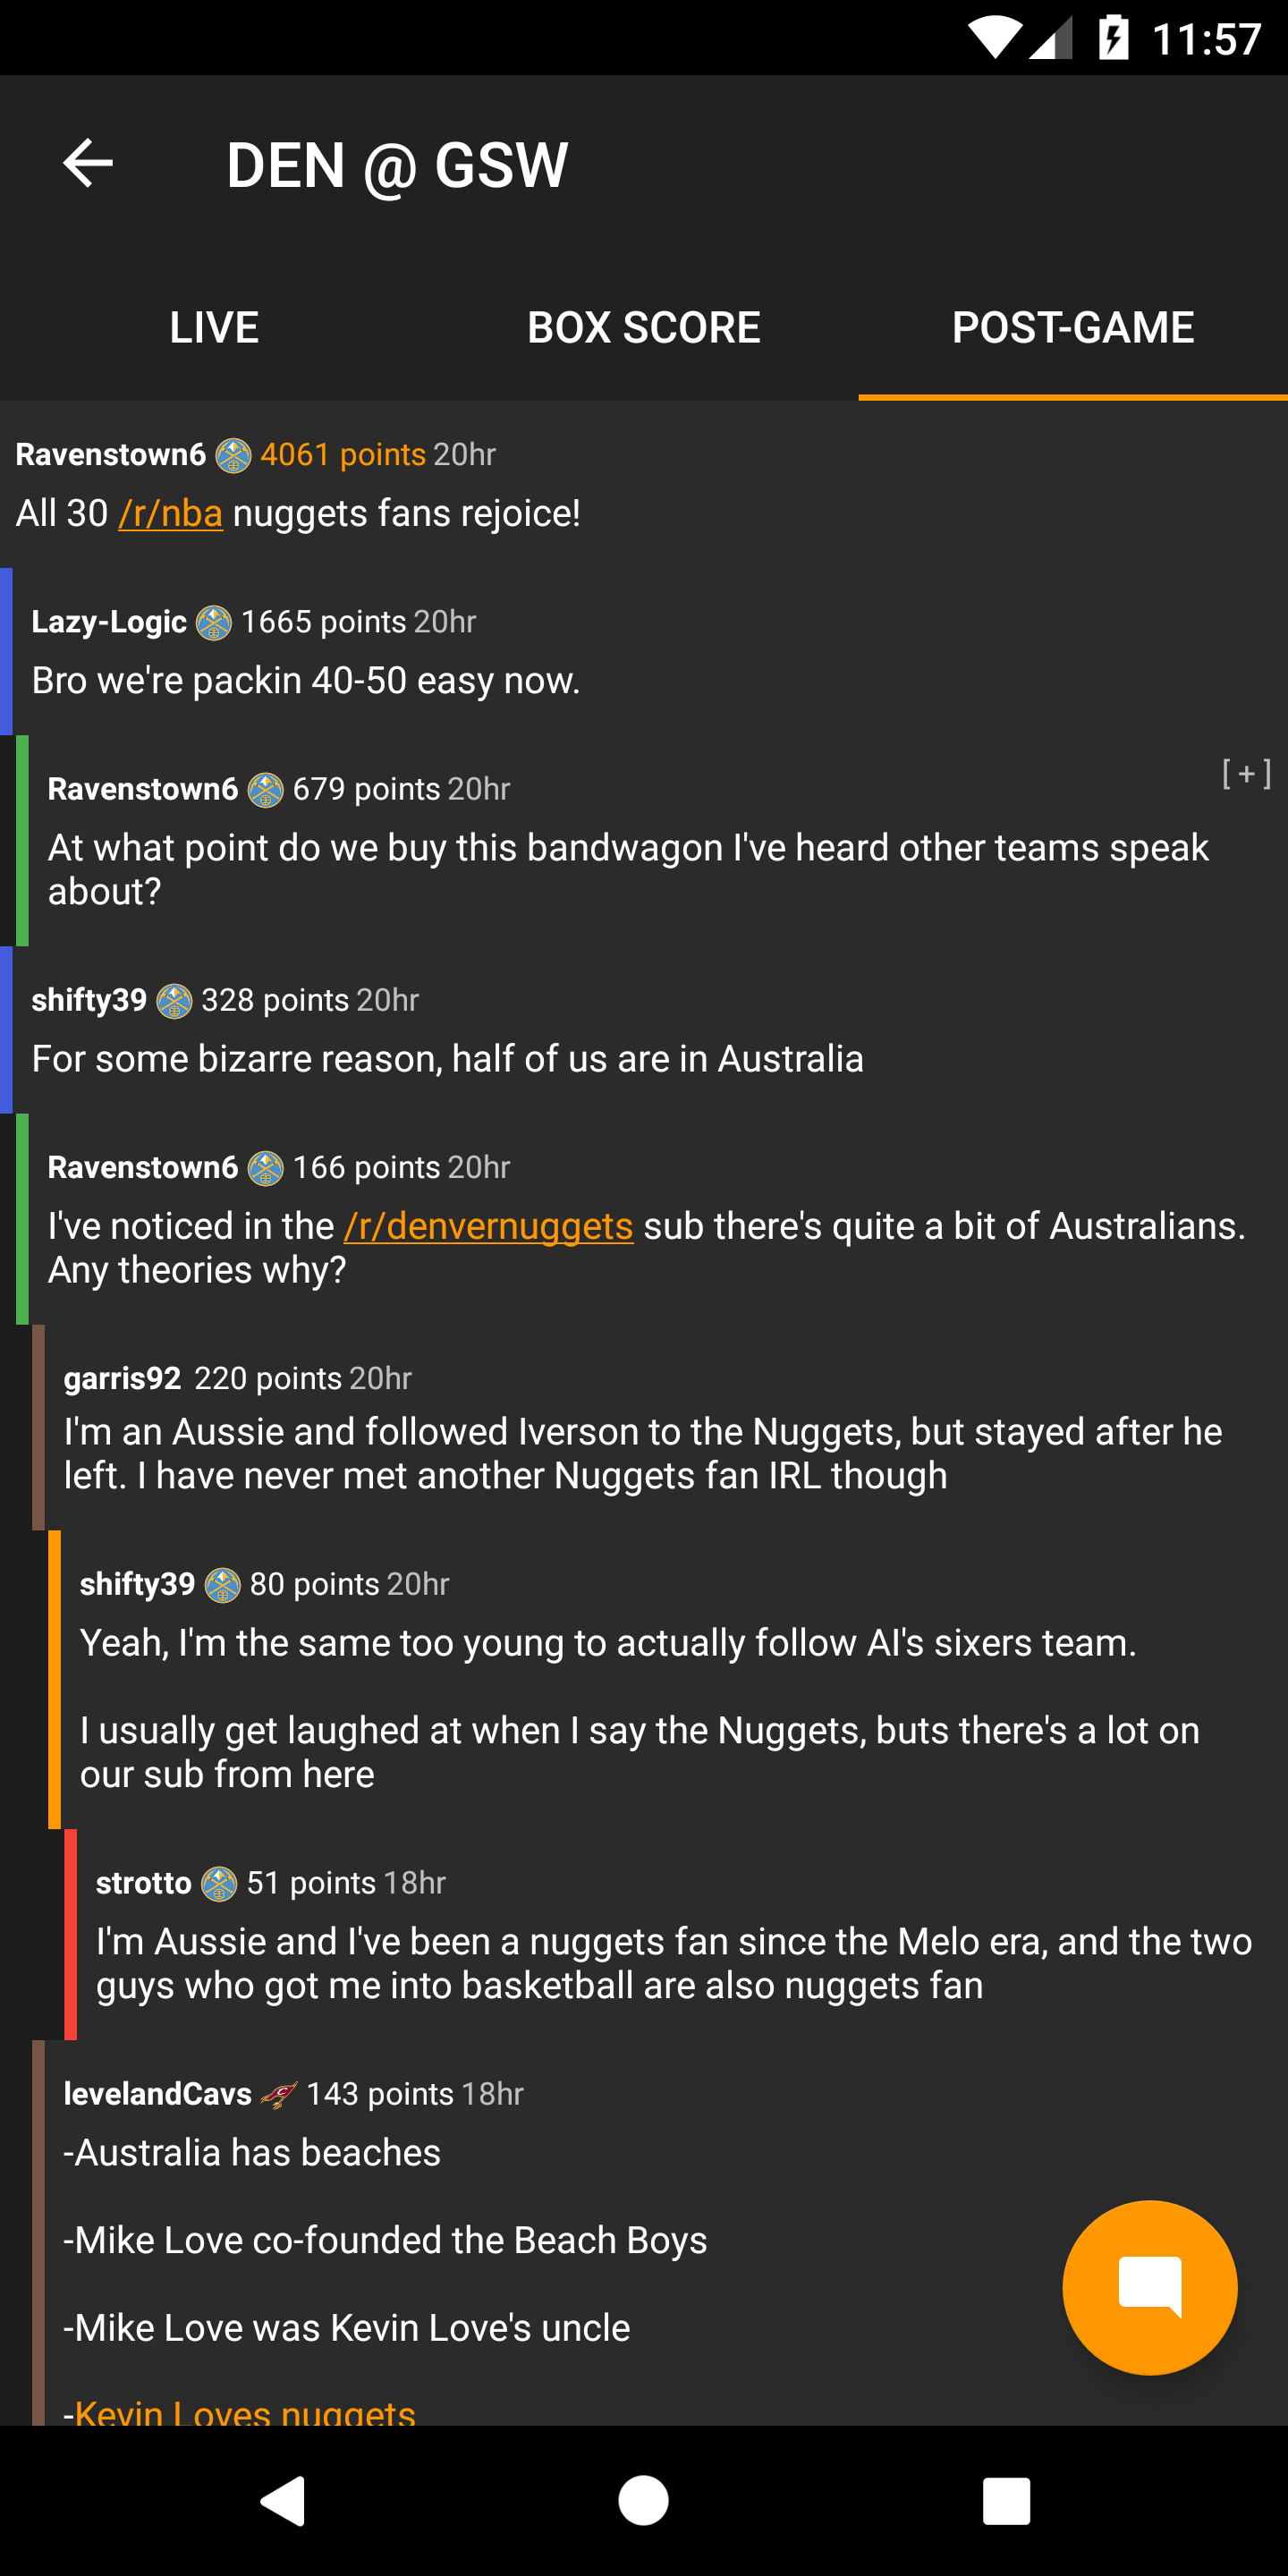 11:57
DEN @ GSW
LIVE BOX SCORE POST-GAME
Ravenstown6 4061 points 20hr
All 30 /r/nba nuggets fans rejoice!
Lazy-Logic 1665 points 20hr
Bro we're packin 40-50 easy now.
[+]
Ravenstown6 679 points 20hr
At what point do we buy this bandwagon I've heard other teams speak
about?
shifty39 328 points 20hr
For some bizarre reason, half of us are in Australia
Ravenstown6 166 points 20hr
I've noticed in the /r/denvernuggets sub there's quite a bit of Australians.
Any theories why?
garris92 220 points 20hr
I'm an Aussie and followed Iverson to the Nuggets, but stayed after he
left. I have never met another Nuggets fan IRL though
shifty39 80 points 20hr
Yeah, I'm the same too young to actually follow AI's sixers team.
I usually get laughed at when I say the Nuggets, buts there's a lot on
our sub from here
strotto 51 points 18hr
I'm Aussie and I've been a nuggets fan since the Melo era, and the two
guys who got me into basketball are also nuggets fan
levelandCavs 143 points 18hr
-Australia has beaches
-Mike Love co-founded the Beach Boys
-Mike Love was Kevin Love's uncle
-Kevin Loves nuggets